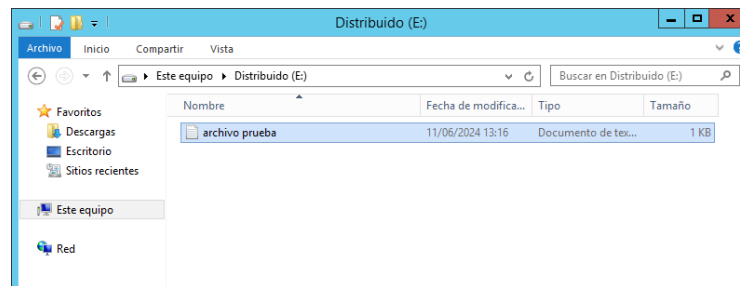 Distribuido (E:)
Archivo Inicio Compartir Vista
Este equipo Distribuido (E:) Buscar en Distribuido (E:)
Favoritos
Descargas
Escritorio
Sitios recientes
Este equipo
Red
Nombre Fecha de modifica... Tipo Tamaño
archivo prueba 11/06/2024 13:16 Documento de tex... 1 KB